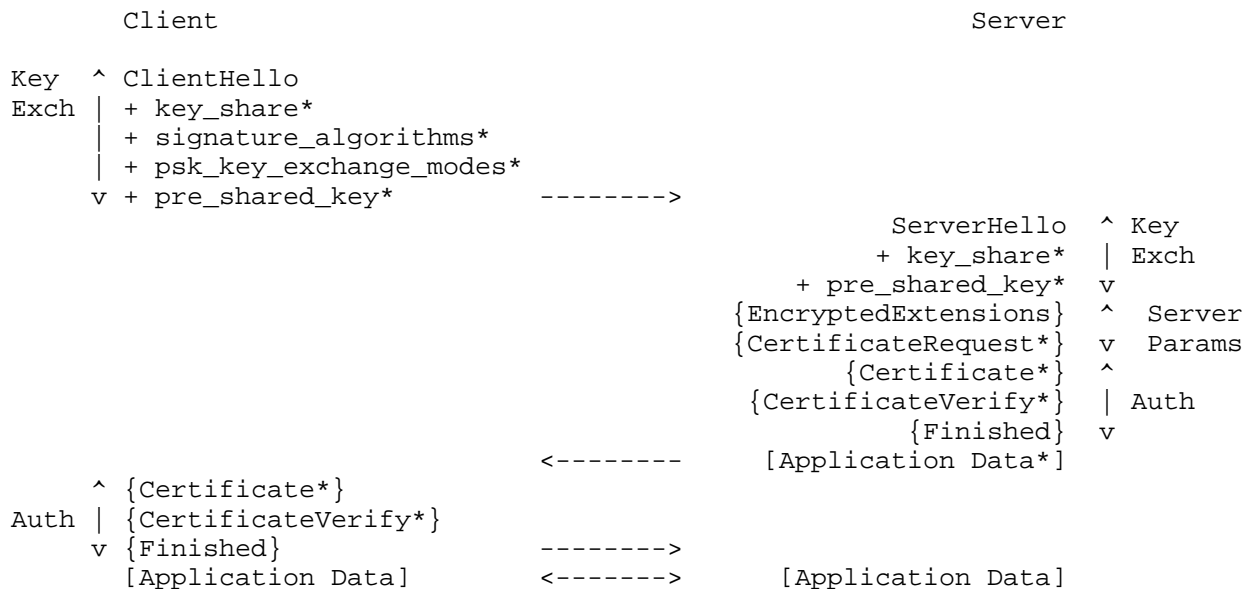 Client                                               Server

Key  ^ ClientHello
Exch | + key_share*
     | + signature_algorithms*
     | + psk_key_exchange_modes*
     v + pre_shared_key*         -------->
                                                       ServerHello  ^ Key
                                                      + key_share*  | Exch
                                                 + pre_shared_key*  v
                                             {EncryptedExtensions}  ^  Server
                                             {CertificateRequest*}  v  Params
                                                    {Certificate*}  ^
                                              {CertificateVerify*}  | Auth
                                                        {Finished}  v
                                 <--------     [Application Data*]
     ^ {Certificate*}
Auth | {CertificateVerify*}
     v {Finished}                -------->
       [Application Data]        <------->      [Application Data]